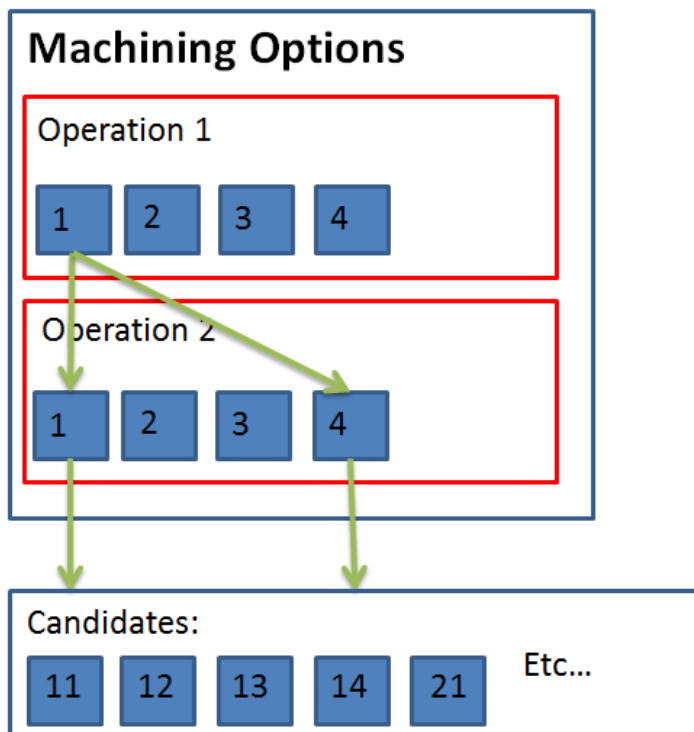 Machining Options
Operation 1
1 2 3 4
Operation 2
1 2 3 4
Candidates:
11 12 13 14 21 Etc...